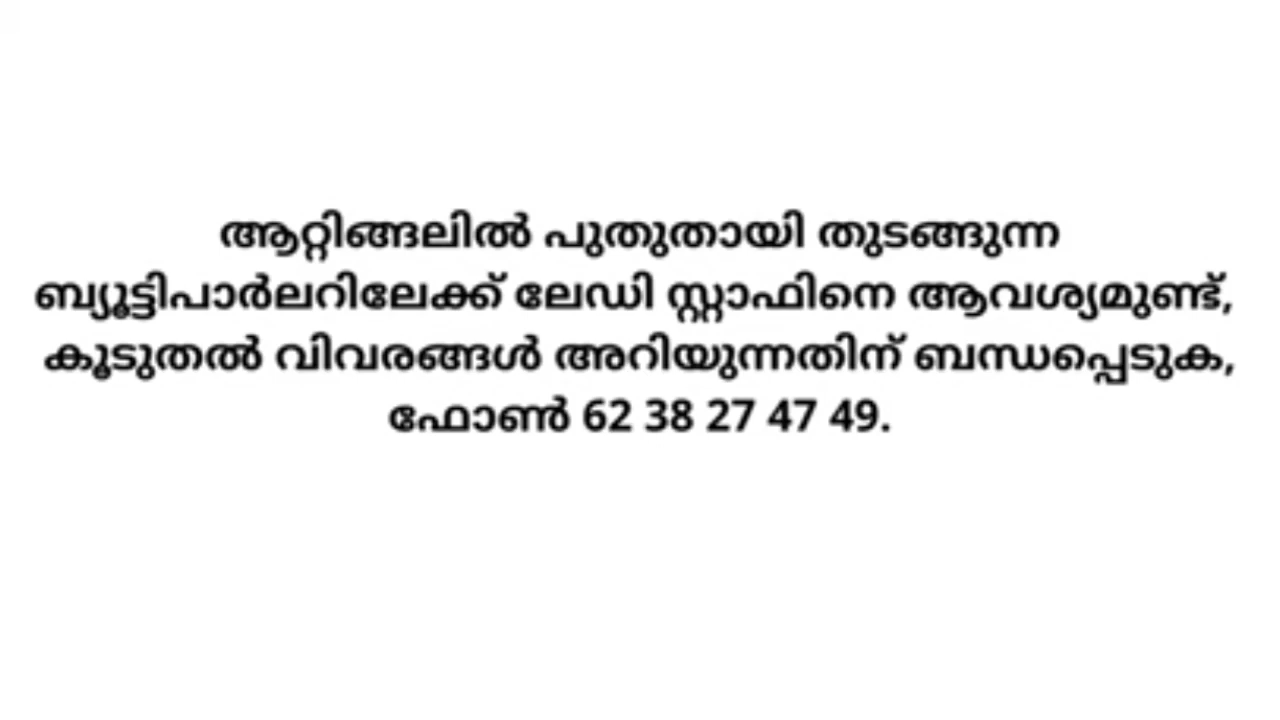 ആറ്റിങ്ങലിൽ പുതുതായി തുടങ്ങുന്ന
ബ്യൂട്ടിപാർലറിലേക്ക് ലേഡി സ്റ്റാഫിനെ ആവശ്യമുണ്ട്,
കൂടുതൽ വിവരങ്ങൾ അറിയുന്നതിന് ബന്ധപ്പെടുക,
ഫോൺ 62 38 27 47 49.